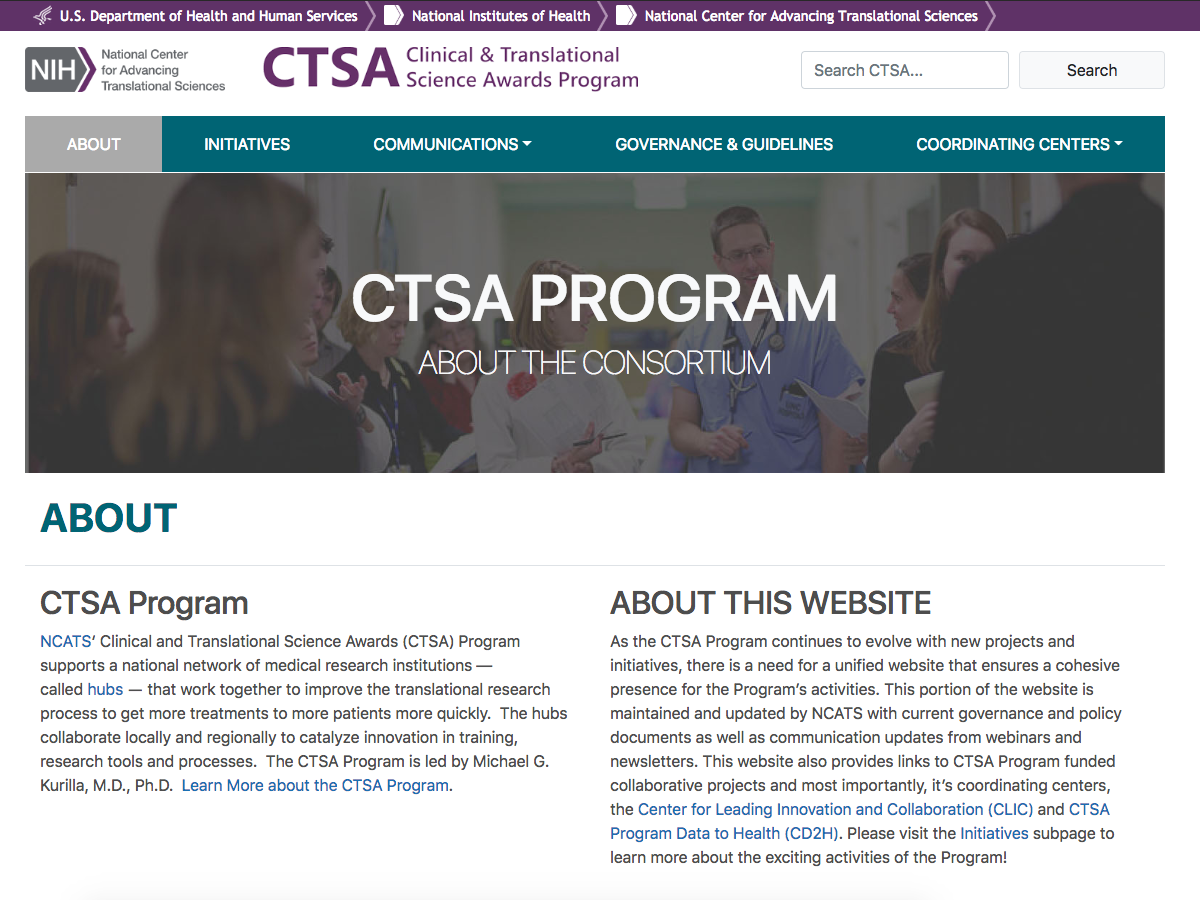 U.S. Department of Health and Human Services
National Institutes of Health
National Center for Advancing Translational Sciences
NIH
National Center
for Advancing
Translational Sciences
CTSA
Clinical & Translational
Science Awards Program
Search CTSA...
Search
ABOUT
INITIATIVES
COMMUNICATIONS
GOVERNANCE & GUIDELINES
COORDINATING CENTERS
CTSA PROGRAM
ABOUT THE CONSORTIUM
ABOUT
CTSA Program
NCATS’ Clinical and Translational Science Awards (CTSA) Program
supports a national network of medical research institutions —
called hubs — that work together to improve the translational research
process to get more treatments to more patients more quickly.  The hubs
collaborate locally and regionally to catalyze innovation in training,
research tools and processes.  The CTSA Program is led by Michael G.
Kurilla, M.D., Ph.D.  Learn More about the CTSA Program.
ABOUT THIS WEBSITE
As the CTSA Program continues to evolve with new projects and
initiatives, there is a need for a unified website that ensures a cohesive
presence for the Program’s activities. This portion of the website is
maintained and updated by NCATS with current governance and policy
documents as well as communication updates from webinars and
newsletters. This website also provides links to CTSA Program funded
collaborative projects and most importantly, it’s coordinating centers,
the Center for Leading Innovation and Collaboration (CLIC) and CTSA
Program Data to Health (CD2H). Please visit the Initiatives subpage to
learn more about the exciting activities of the Program!